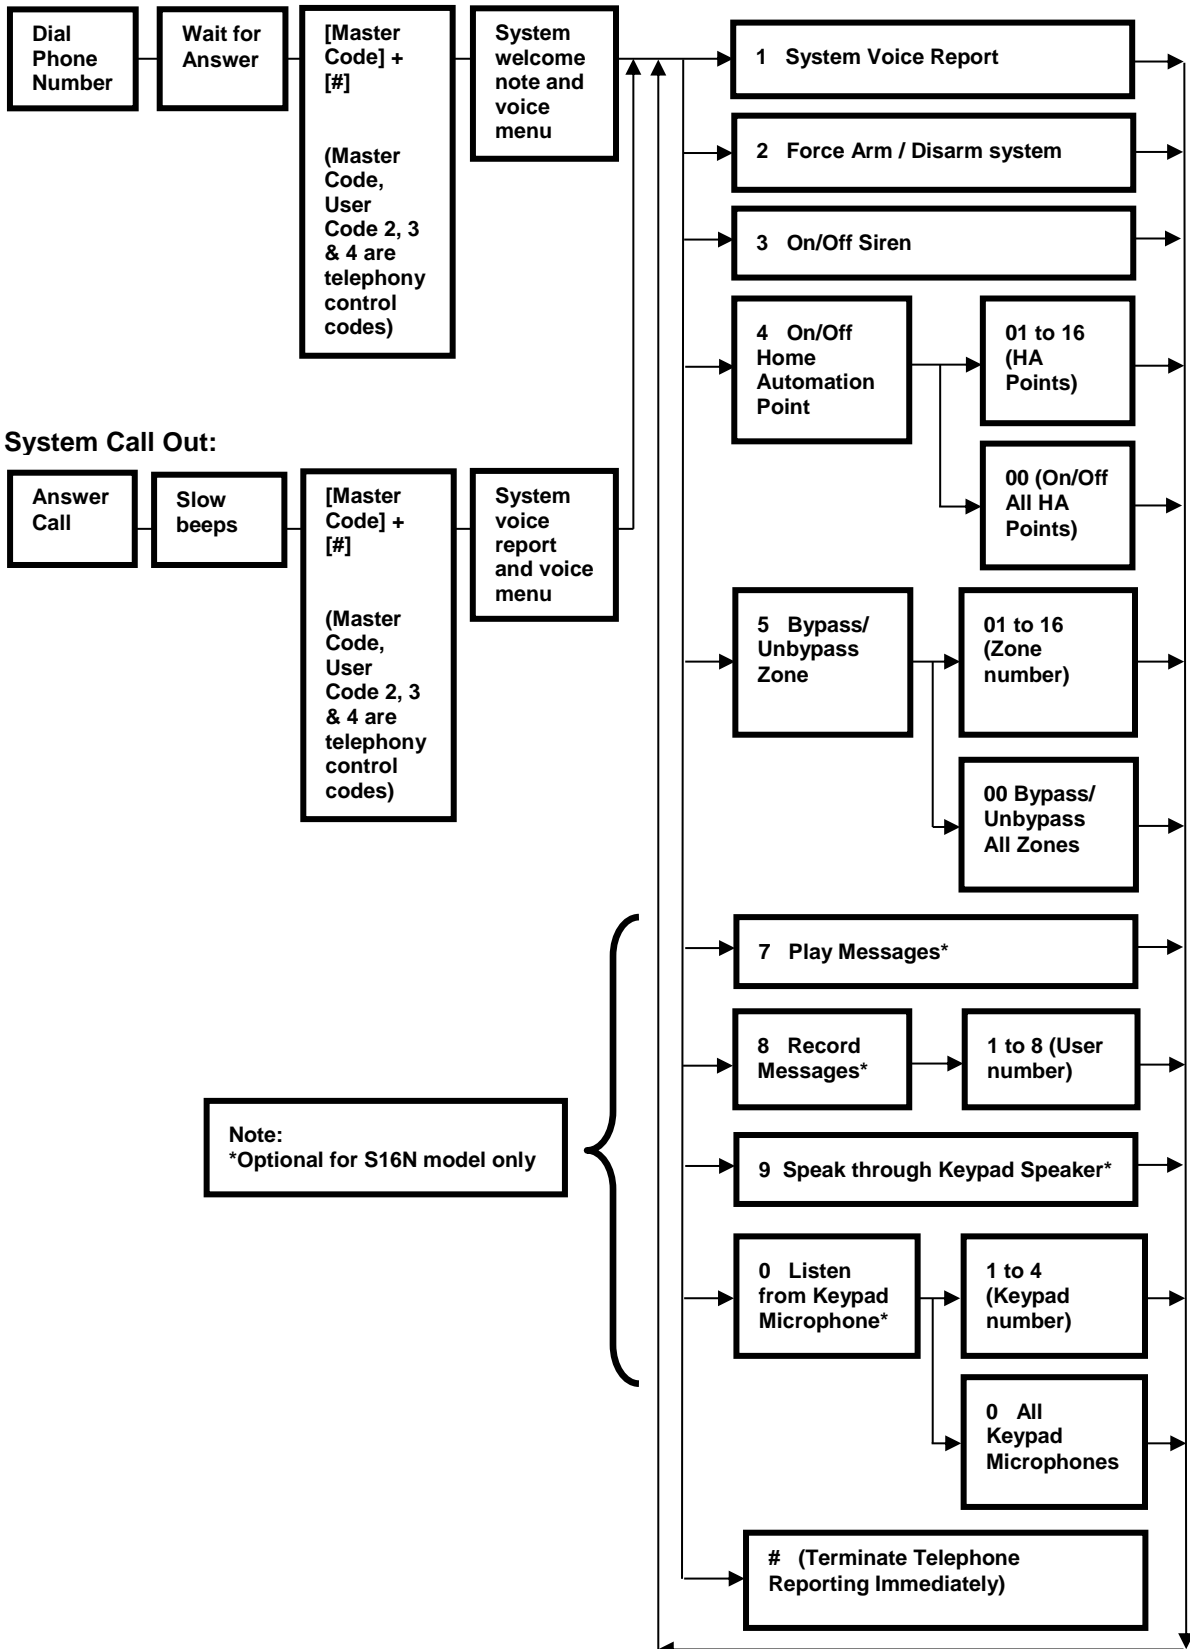 Dial
Phone
Number
Wait for
Answer
[Master
Code] +
[#]
(Master
Code,
User
Code 2, 3
& 4 are
telephony
control
codes)
System
welcome
note and
voice
menu
System Call Out:
Answer
Call
Slow
beeps
[Master
Code] +
[#]
(Master
Code,
User
Code 2, 3
& 4 are
telephony
control
codes)
System
voice
report
and voice
menu
1 System Voice Report
2 Force Arm / Disarm system
3 On/Off Siren
4 On/Off
Home
Automation
Point
01 to 16
(HA
Points)
00 (On/Off
All HA
Points)
5 Bypass/
Unbypass
Zone
01 to 16
(Zone
number)
00 Bypass/
Unbypass
All Zones
7 Play Messages*
8 Record
Messages*
1 to 8 (User
number)
Note:
*Optional for S16N model only
9 Speak through Keypad Speaker*
0 Listen
from Keypad
Microphone*
1 to 4
(Keypad
number)
0 All
Keypad
Microphones
# (Terminate Telephone
Reporting Immediately)